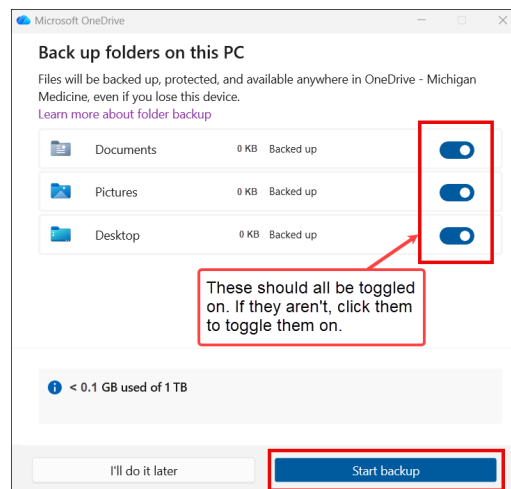 Microsoft OneDrive
Back up folders on this PC
Files will be backed up, protected, and available anywhere in OneDrive - Michigan
Medicine, even if you lose this device.
Learn more about folder backup
Documents 0 KB Backed up
Pictures 0 KB Backed up
Desktop 0 KB Backed up
These should all be toggled
on. If they aren't, click them
to toggle them on.
< 0.1 GB used of 1 TB
I'll do it later Start backup